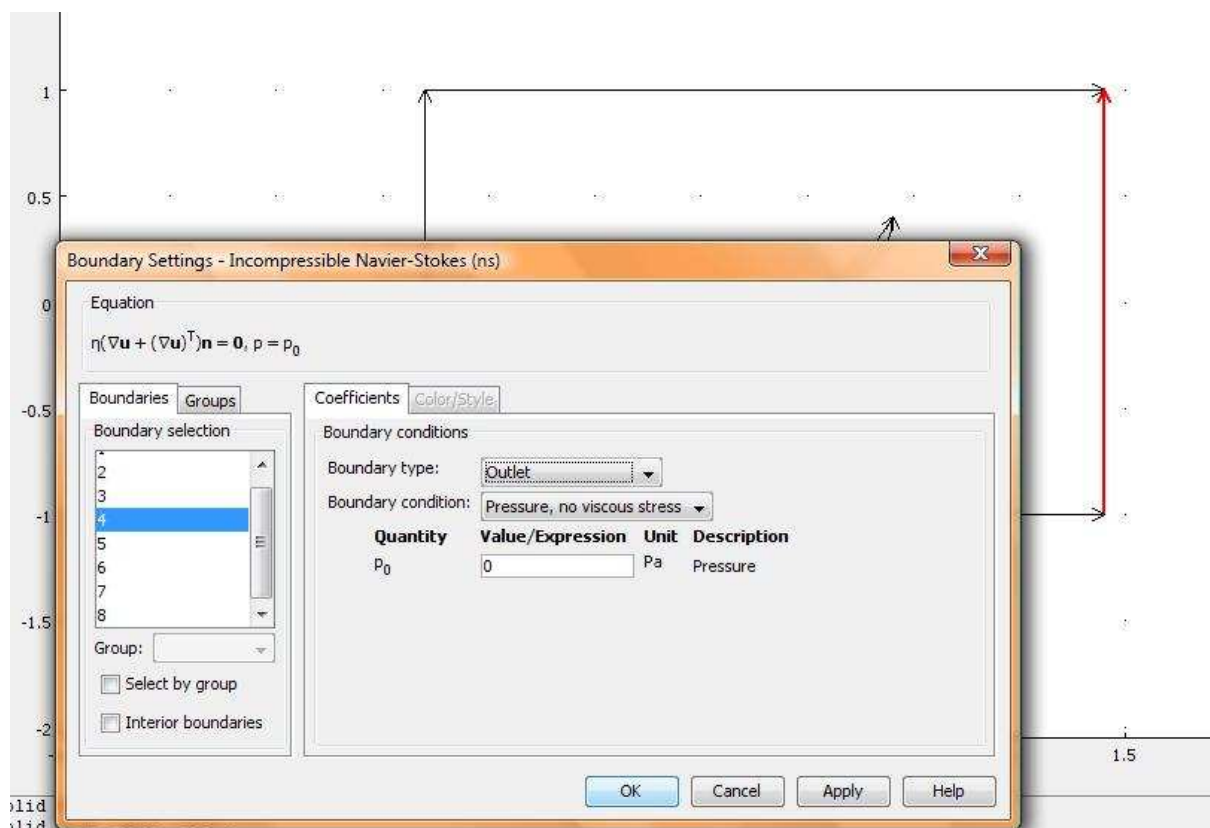 1
0.5
0
-0.5
-1
-1.5
-2
1.5
Boundary Settings - Incompressible Navier-Stokes (ns)
Equation
η(∇u + (∇u)ᵀ)n = 0, p = p₀
Boundaries Groups
Boundary selection
2
3
4
5
6
7
8
Group:
Select by group
Interior boundaries
Coefficients Color/Style
Boundary conditions
Boundary type: Outlet
Boundary condition: Pressure, no viscous stress
Quantity Value/Expression Unit Description
p₀ 0 Pa Pressure
OK Cancel Apply Help